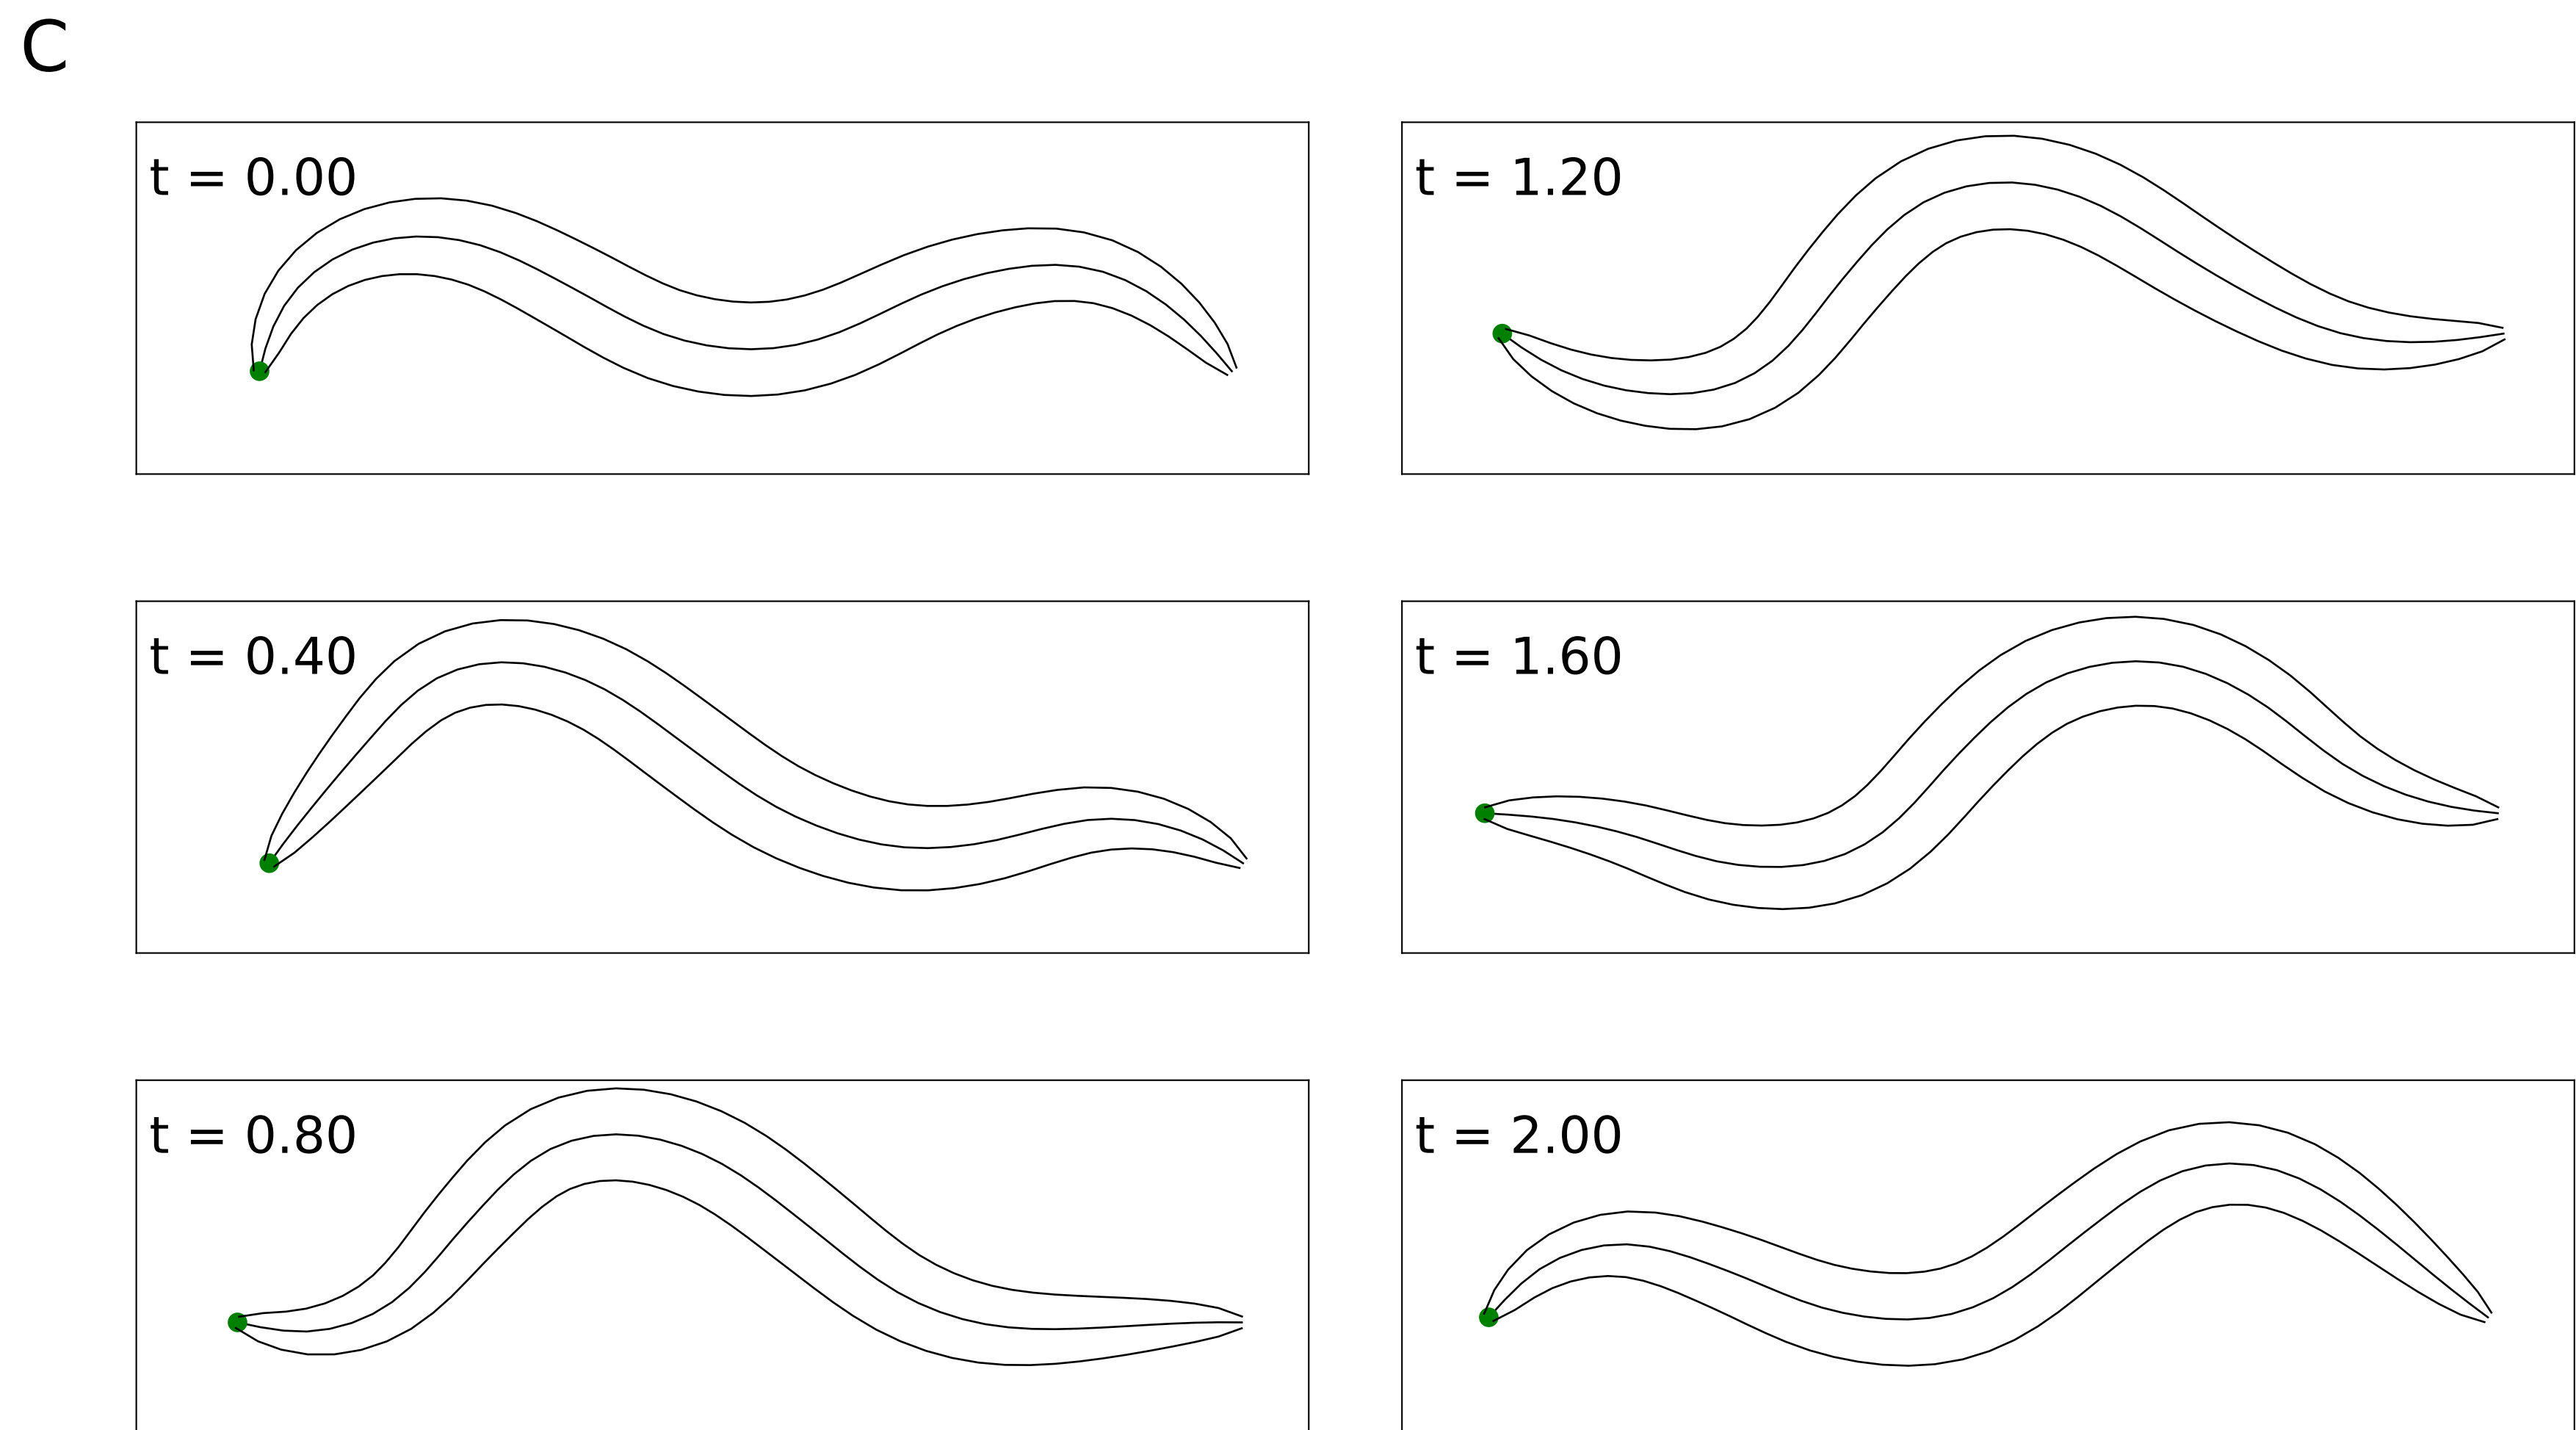 C
t = 0.00
t = 1.20
t = 0.40
t = 1.60
t = 0.80
t = 2.00